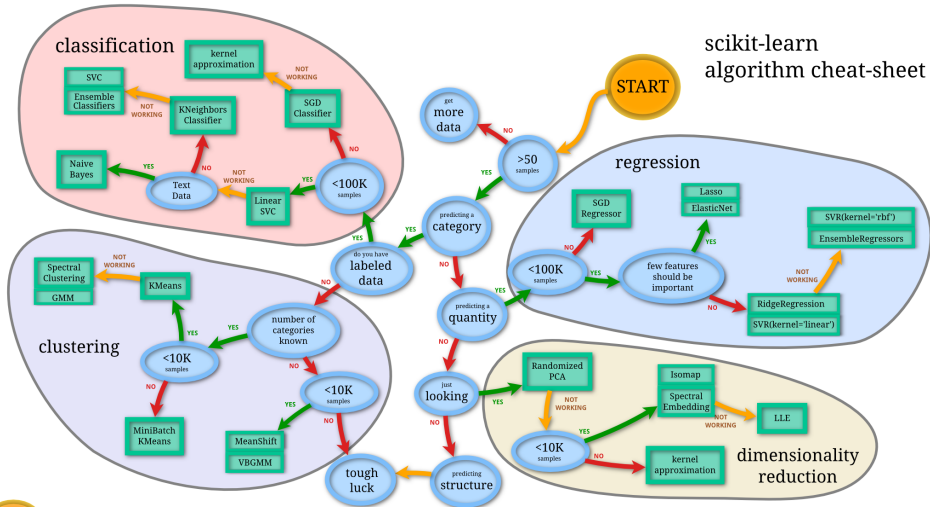 scikit-learn
algorithm cheat-sheet
START
classification
kernel
approximation
NOT
WORKING
SVC
Ensemble
Classifiers
NOT
WORKING
KNeighbors
Classifier
SGD
Classifier
NO
Naive
Bayes
YES
NO
Text
Data
NOT
WORKING
Linear
SVC
YES
<100K
samples
get
more
data
NO
>50
samples
YES
predicting a
category
YES
NO
do you have
labeled
data
YES
NO
predicting a
quantity
YES
NO
just
looking
YES
NO
predicting
structure
tough
luck
regression
SGD
Regressor
NO
<100K
samples
YES
few features
should be
important
YES
Lasso
ElasticNet
NO
RidgeRegression
SVR(kernel='linear')
NOT
WORKING
SVR(kernel='rbf')
EnsembleRegressors
clustering
Spectral
Clustering
GMM
NOT
WORKING
KMeans
YES
<10K
samples
NO
MiniBatch
KMeans
YES
number of
categories
known
NO
<10K
samples
YES
NO
MeanShift
VBGMM
dimensionality
reduction
Randomized
PCA
NOT
WORKING
<10K
samples
YES
NO
Isomap
Spectral
Embedding
NOT
WORKING
LLE
kernel
approximation